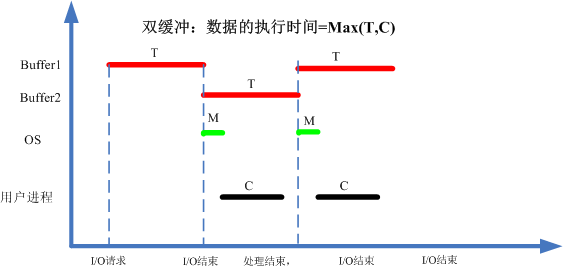 双缓冲：数据的执行时间=Max(T,C)
Buffer1
T
T
T
Buffer2
M
M
OS
C
C
用户进程
I/O请求
I/O结束
处理结束，
I/O结束
I/O结束